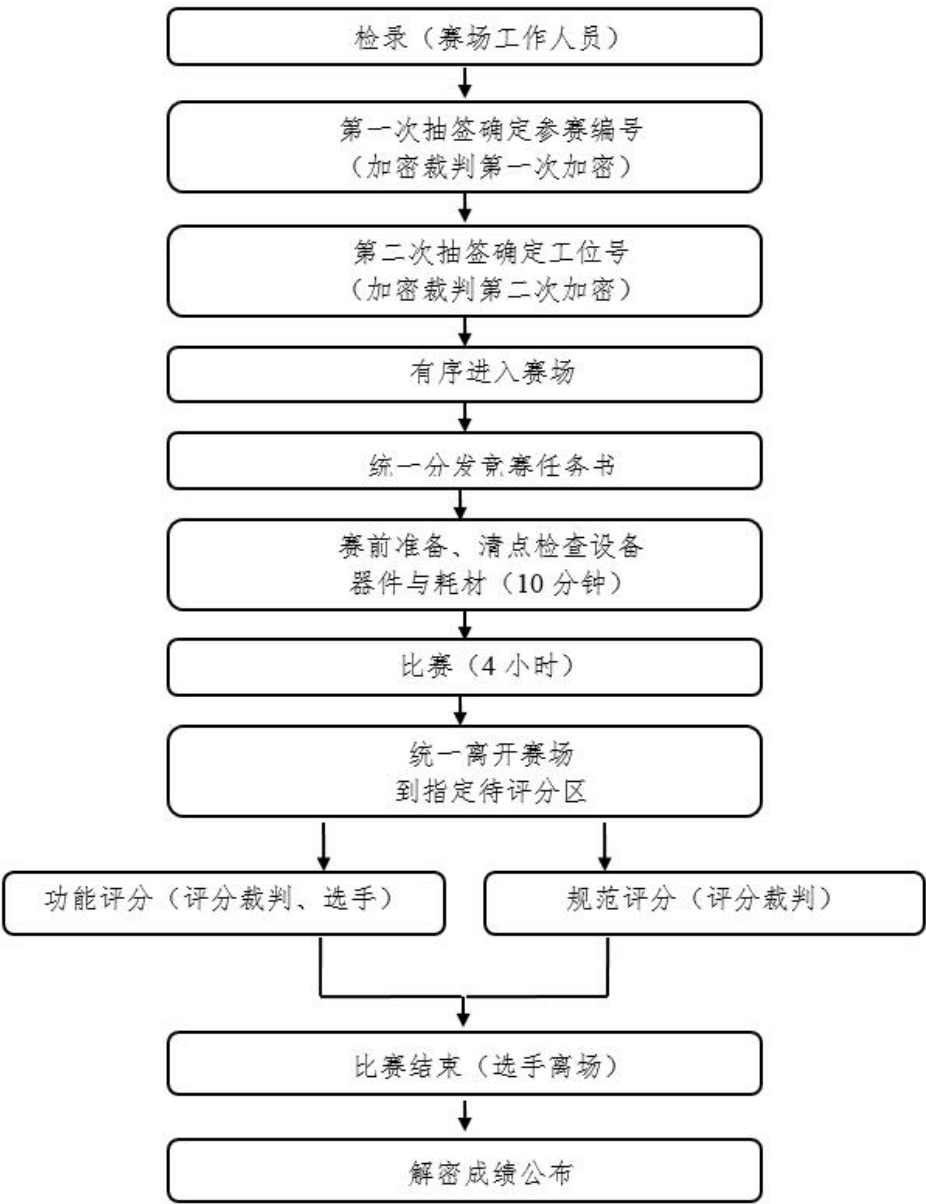 检录（赛场工作人员）
第一次抽签确定参赛编号
（加密裁判第一次加密）
第二次抽签确定工位号
（加密裁判第二次加密）
有序进入赛场
统一分发竞赛任务书
赛前准备、清点检查设备
器件与耗材（10 分钟）
比赛（4 小时）
统一离开赛场
到指定待评分区
功能评分（评分裁判、选手）
规范评分（评分裁判）
比赛结束（选手离场）
解密成绩公布